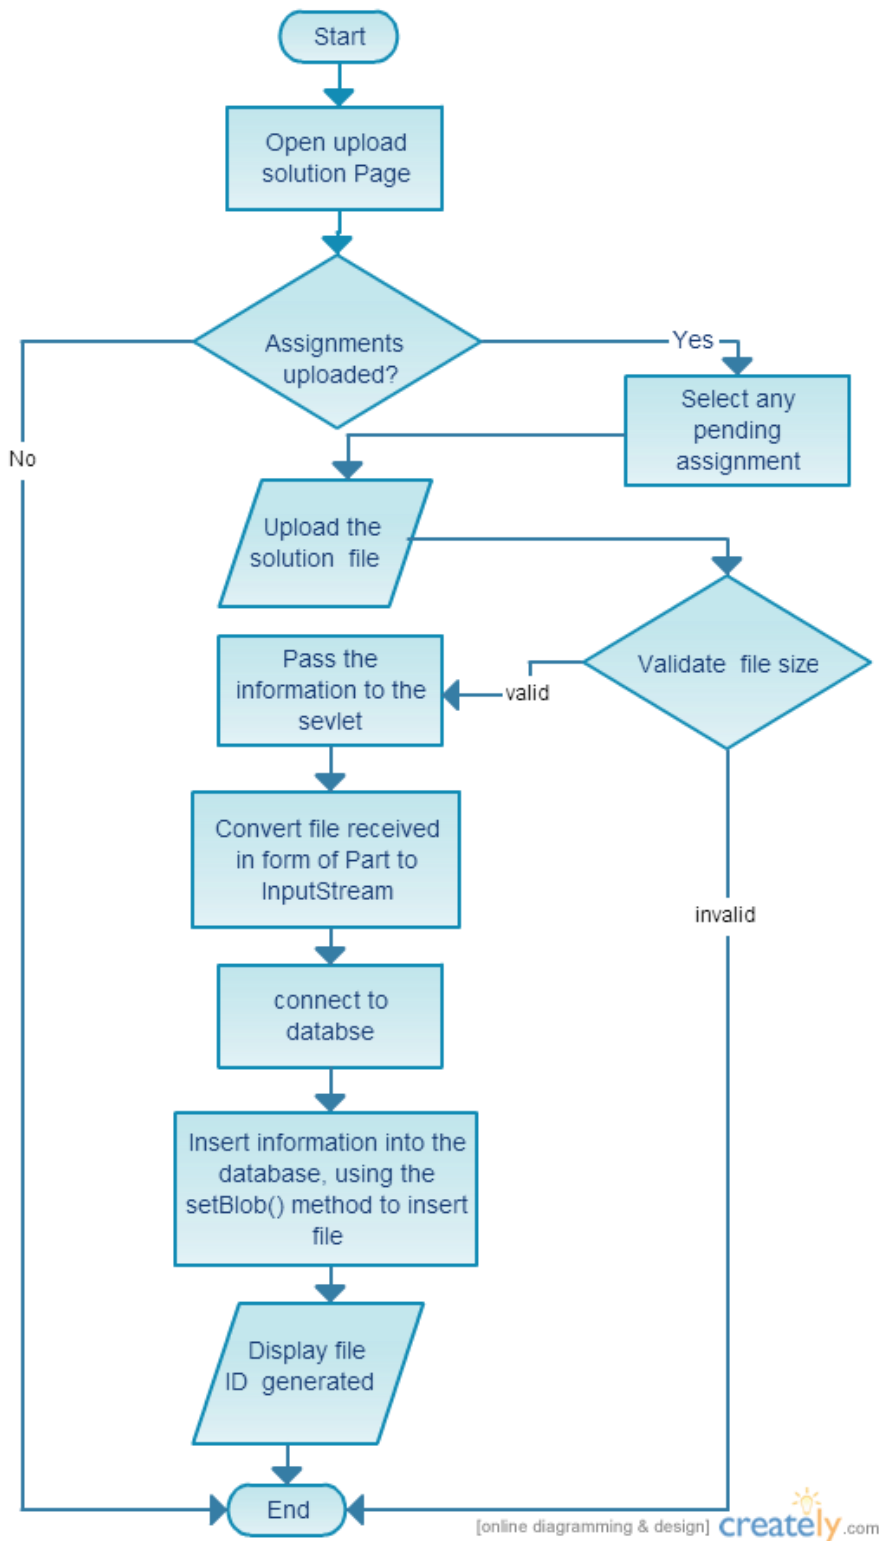 Start
Open upload
solution Page
Assignments
uploaded?
Yes
No
Select any
pending
assignment
Upload the
solution file
Validate file size
valid
Pass the
information to the
sevlet
Convert file received
in form of Part to
InputStream
invalid
connect to
databse
Insert information into the
database, using the
setBlob() method to insert
file
Display file
ID generated
End
[online diagramming & design] creately.com